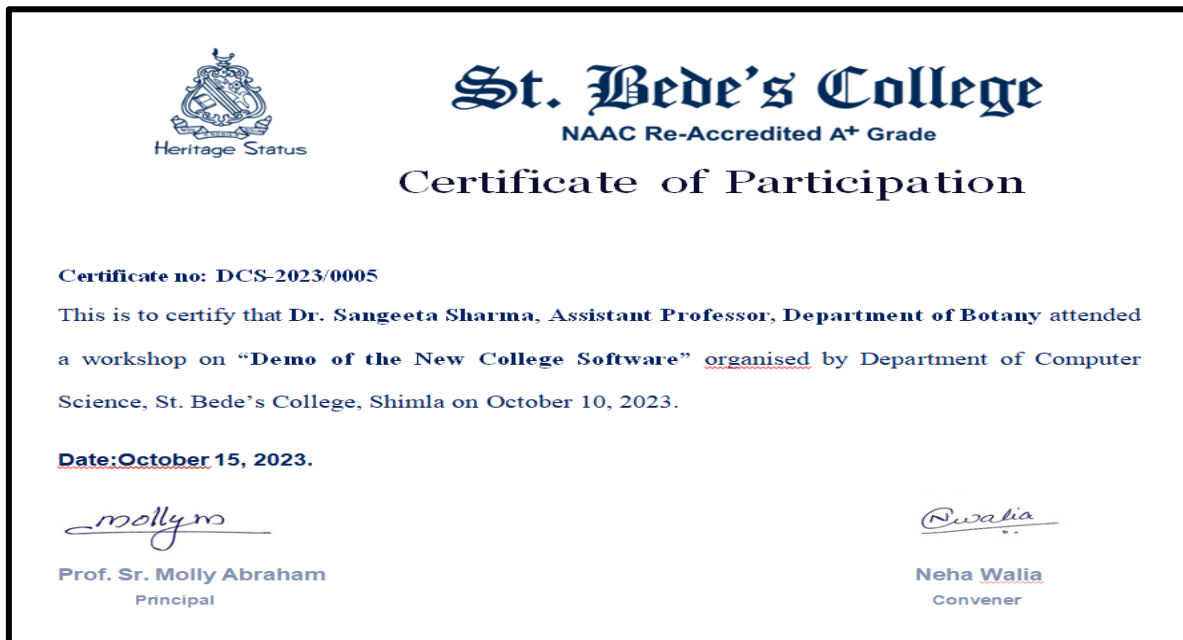 St. Bede's College
NAAC Re-Accredited A+ Grade
Heritage Status
Certificate of Participation
Certificate no: DCS-2023/0005
This is to certify that Dr. Sangeeta Sharma, Assistant Professor, Department of Botany attended
a workshop on “Demo of the New College Software” organised by Department of Computer
Science, St. Bede’s College, Shimla on October 10, 2023.
Date:October 15, 2023.
mollym
Nwalia
Prof. Sr. Molly Abraham
Neha Walia
Principal
Convener